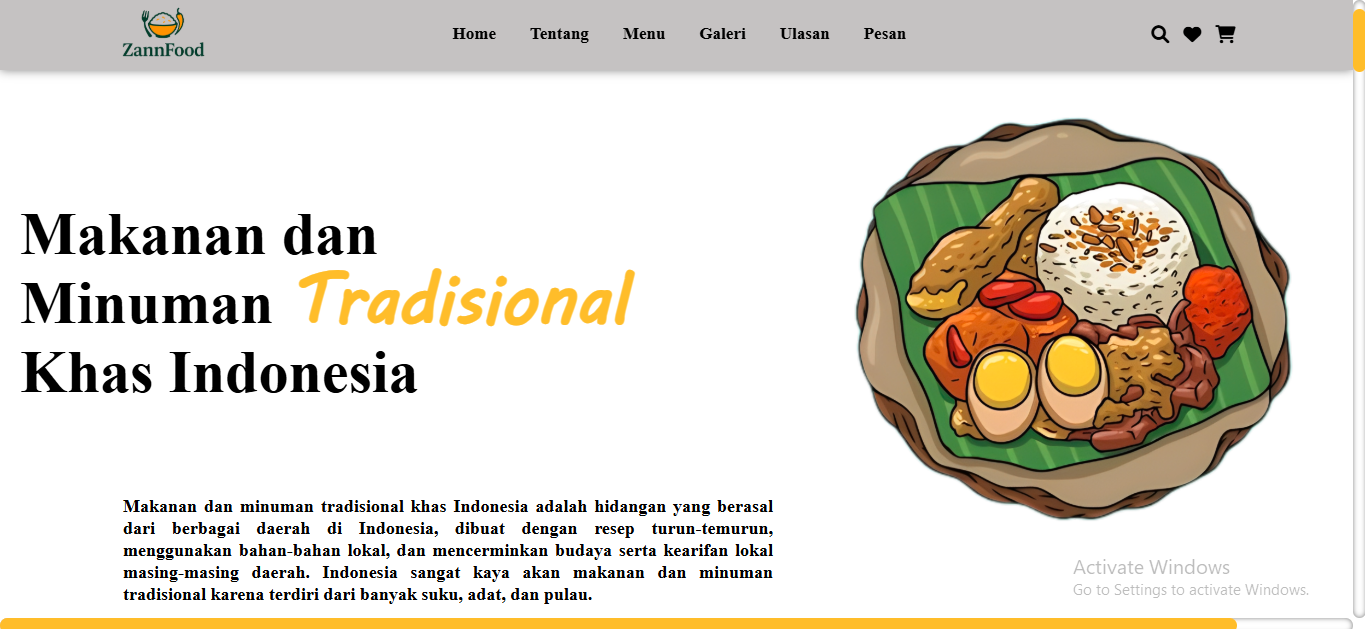 ZannFood
Home Tentang Menu Galeri Ulasan Pesan
Makanan dan
Minuman Tradisional
Khas Indonesia
Makanan dan minuman tradisional khas Indonesia adalah hidangan yang berasal
dari berbagai daerah di Indonesia, dibuat dengan resep turun-temurun,
menggunakan bahan-bahan lokal, dan mencerminkan budaya serta kearifan lokal
masing-masing daerah. Indonesia sangat kaya akan makanan dan minuman
tradisional karena terdiri dari banyak suku, adat, dan pulau.
Activate Windows
Go to Settings to activate Windows.